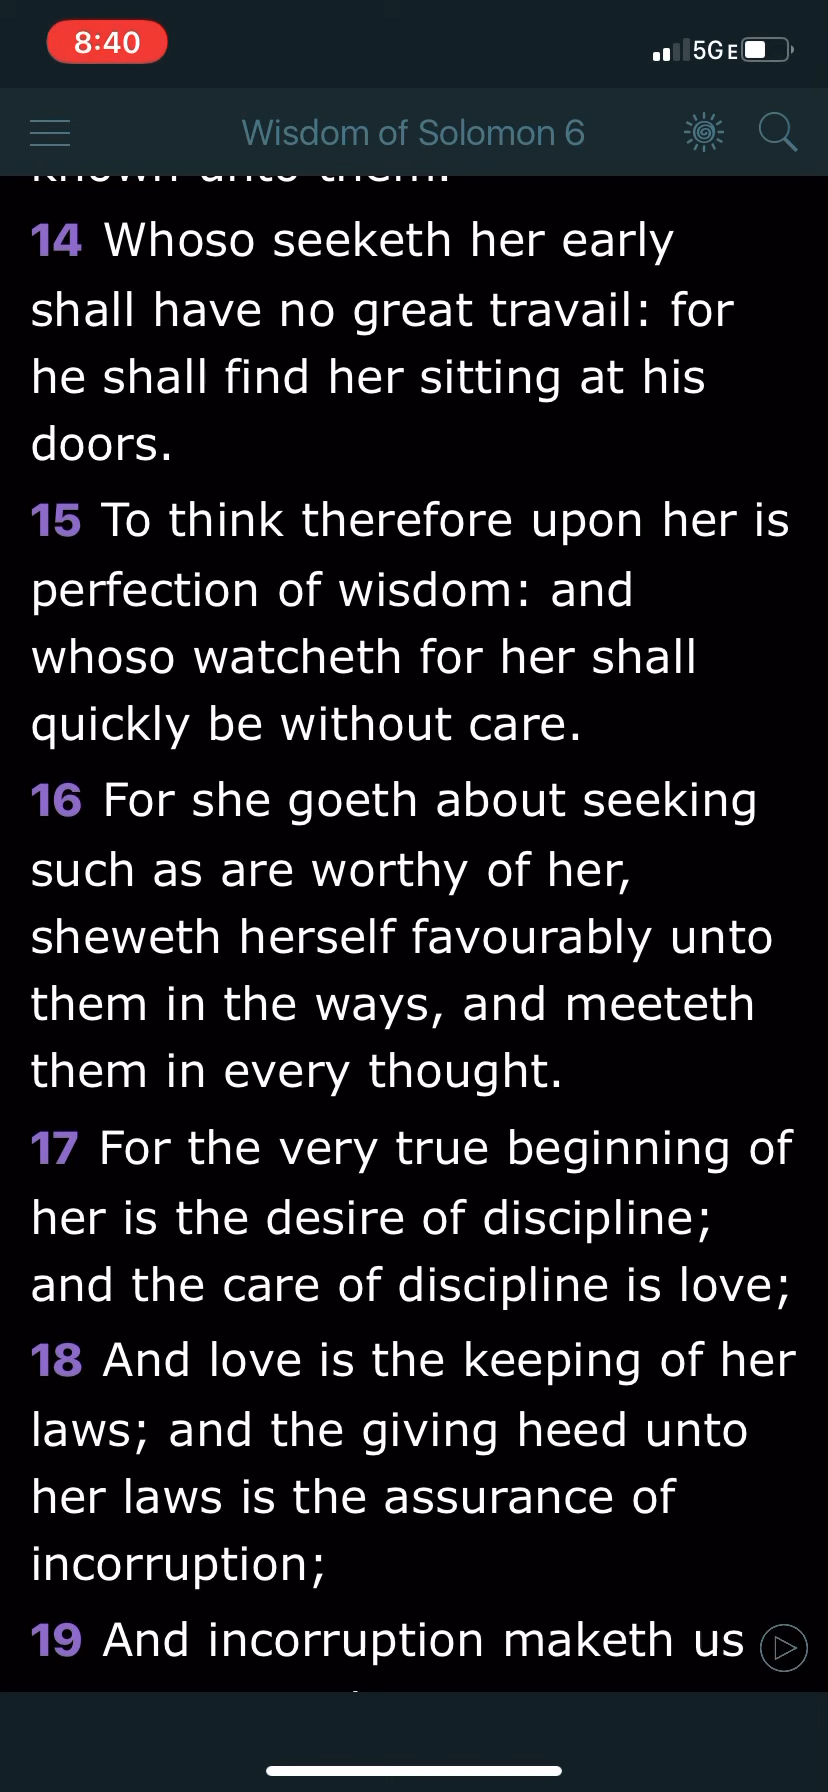 8:40
5GE
Wisdom of Solomon 6
known unto them.
14 Whoso seeketh her early
shall have no great travail: for
he shall find her sitting at his
doors.
15 To think therefore upon her is
perfection of wisdom: and
whoso watcheth for her shall
quickly be without care.
16 For she goeth about seeking
such as are worthy of her,
sheweth herself favourably unto
them in the ways, and meeteth
them in every thought.
17 For the very true beginning of
her is the desire of discipline;
and the care of discipline is love;
18 And love is the keeping of her
laws; and the giving heed unto
her laws is the assurance of
incorruption;
19 And incorruption maketh us